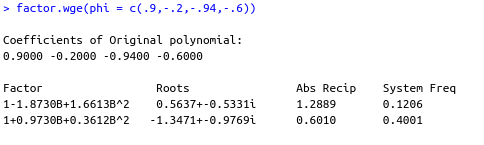 > factor.wge(phi = c(.9,-.2,-.94,-.6))
Coefficients of Original polynomial:
0.9000 -0.2000 -0.9400 -0.6000
Factor Roots Abs Recip System Freq
1-1.8730B+1.6613B^2 0.5637+-0.5331i 1.2889 0.1206
1+0.9730B+0.3612B^2 -1.3471+-0.9769i 0.6010 0.4001